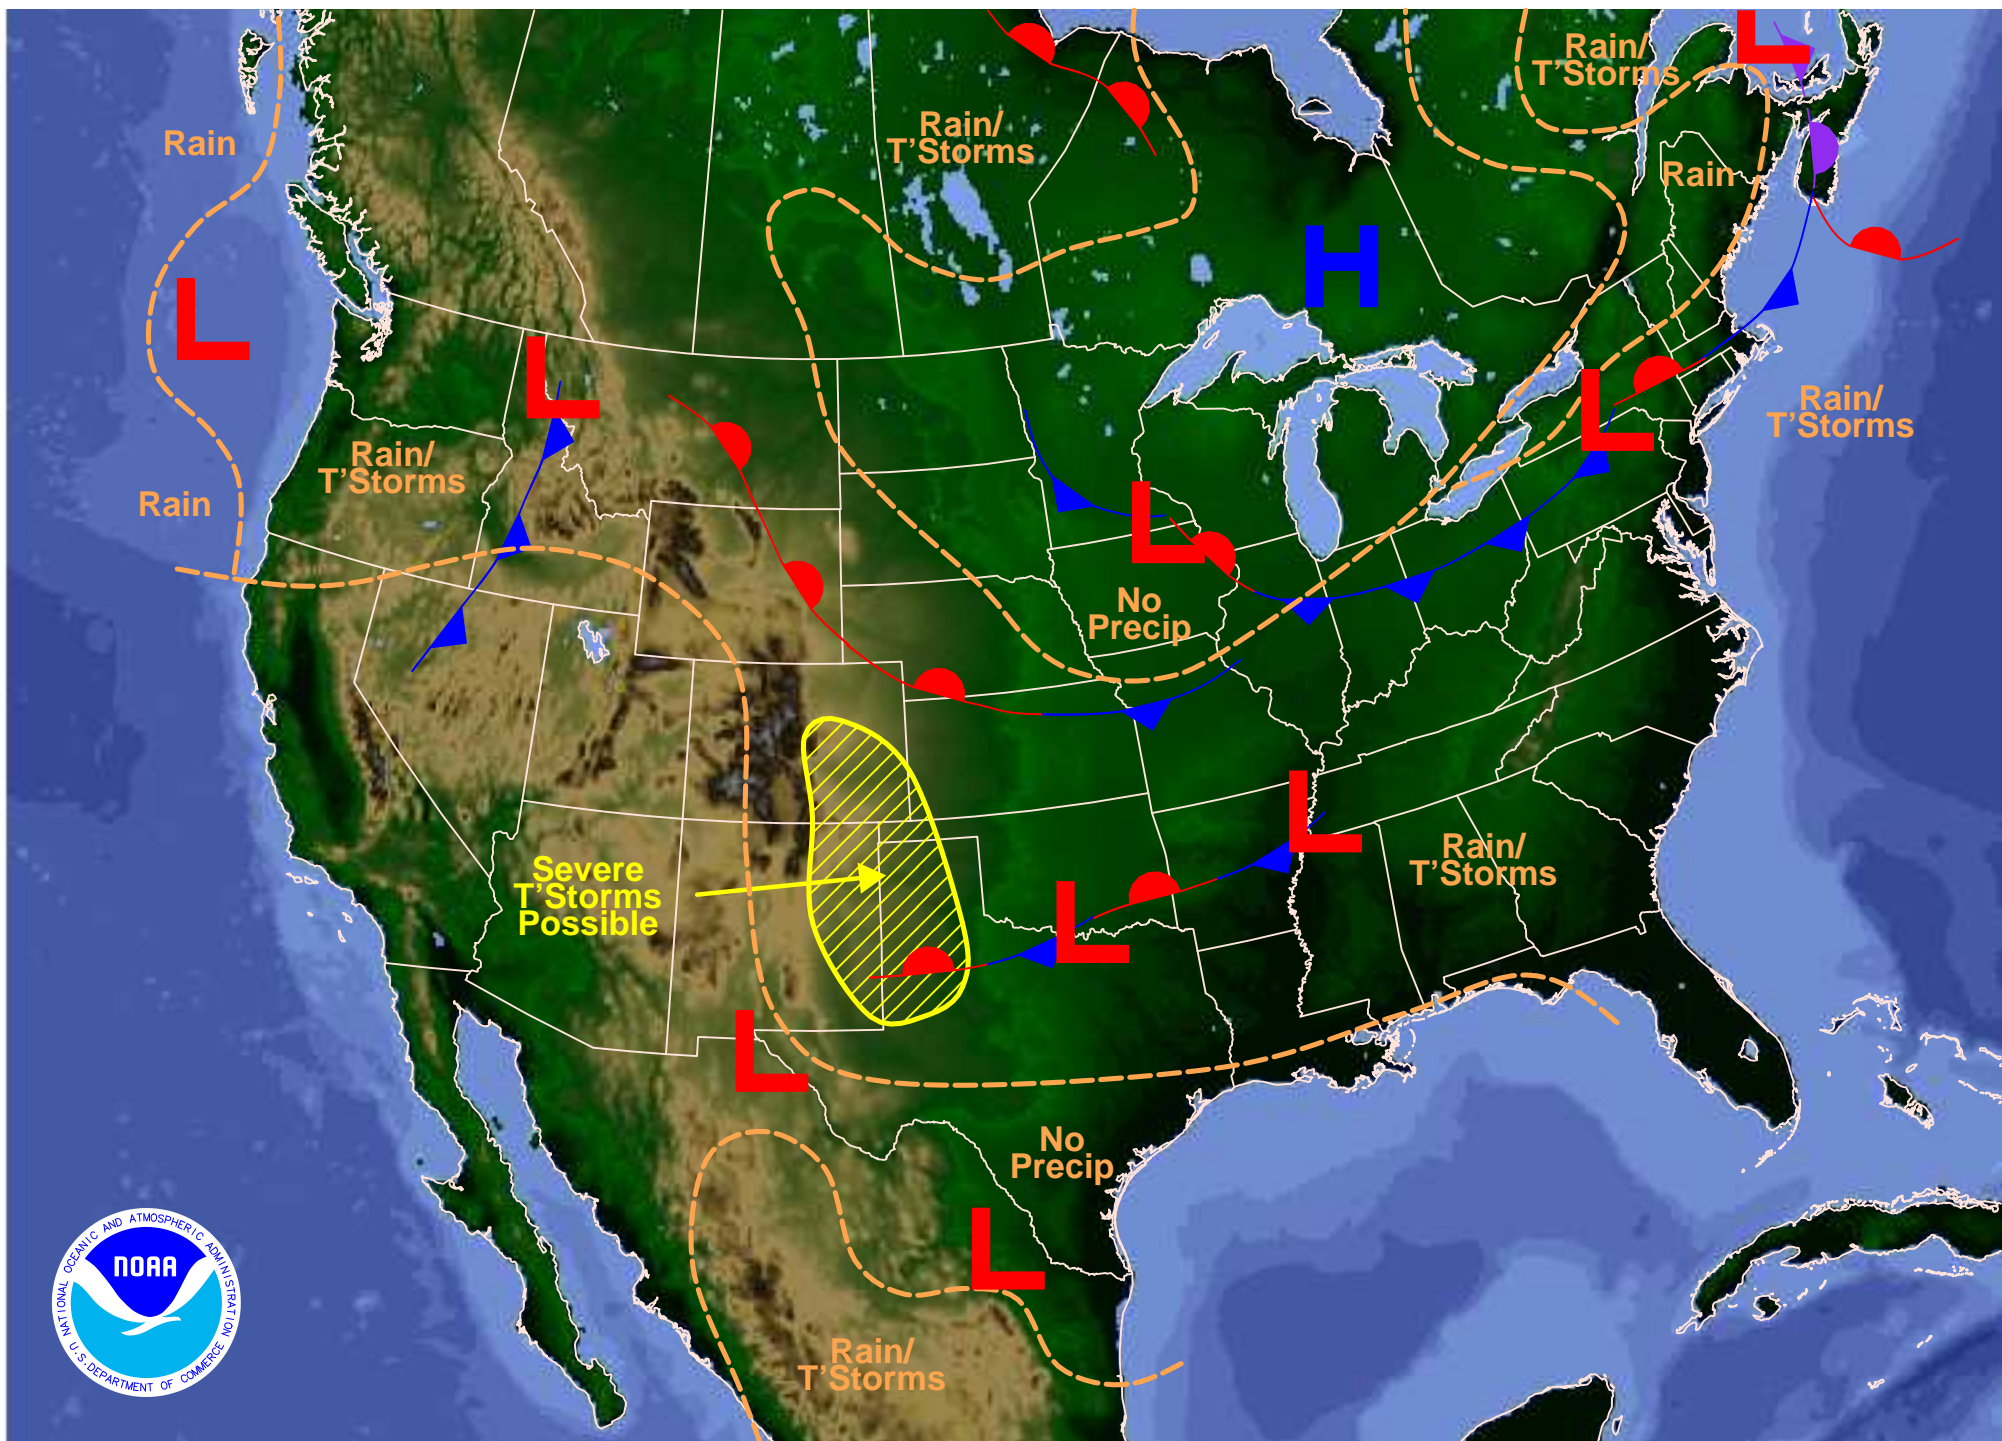 Rain/
T'Storms
L
Rain/
T'Storms
Rain
Rain
H
L
L
Rain/
T'Storms
L
Rain/
T'Storms
L
Rain
No
Precip
L
Rain/
T'Storms
Severe
T'Storms
Possible
L
L
No
Precip
L
Rain/
T'Storms
NOAA
NATIONAL OCEANIC AND ATMOSPHERIC ADMINISTRATION
U.S. DEPARTMENT OF COMMERCE